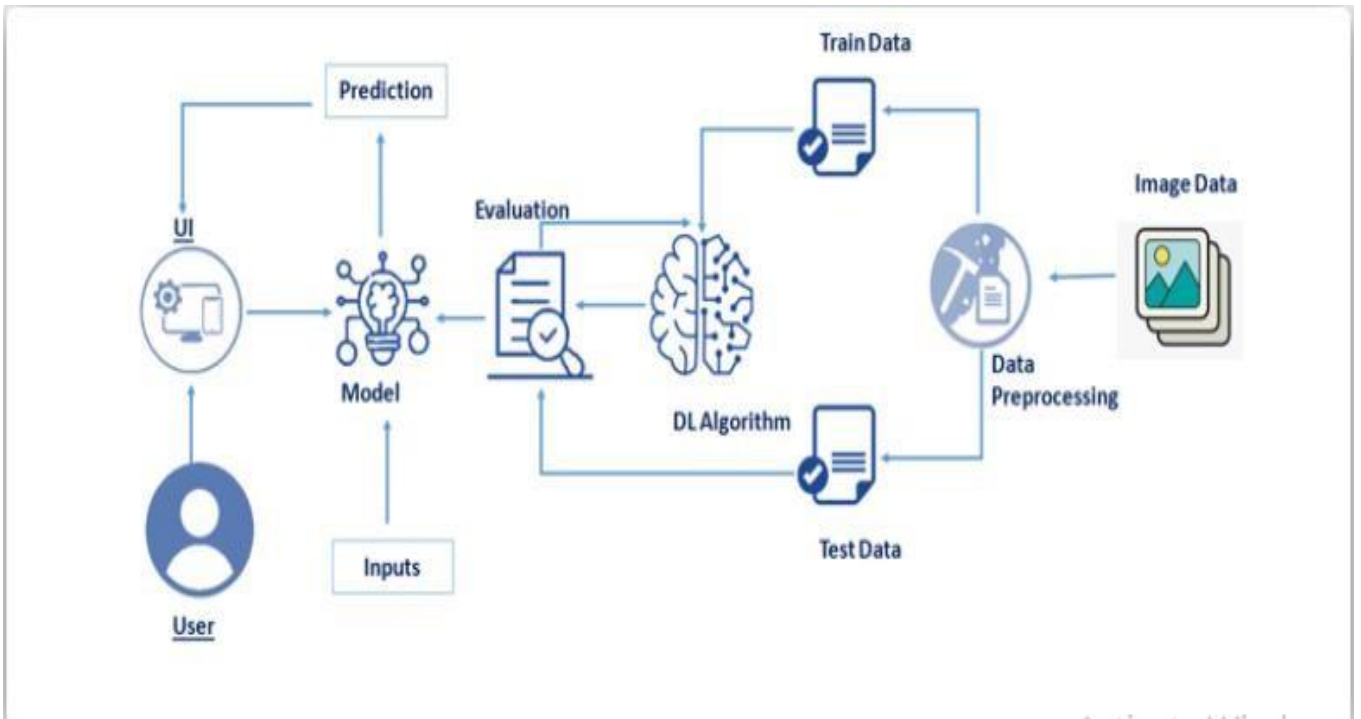 Train Data
Prediction
Image Data
Evaluation
UI
Data
Preprocessing
Model
DL Algorithm
Test Data
Inputs
User